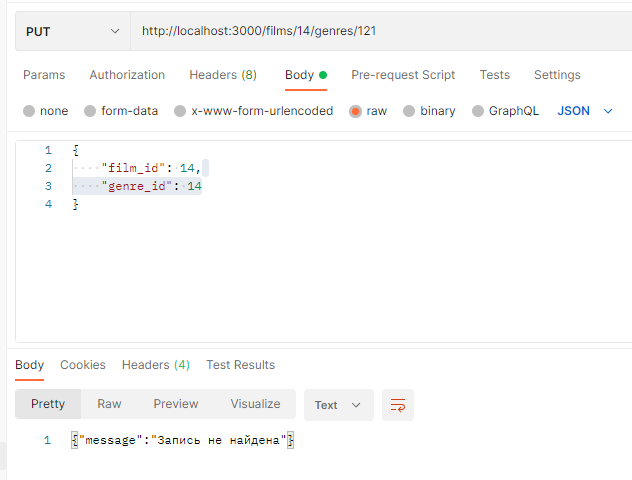 PUT http://localhost:3000/films/14/genres/121
Params Authorization Headers (8) Body Pre-request Script Tests Settings
none form-data x-www-form-urlencoded raw binary GraphQL JSON
1 {
2 ····"film_id": 14,
3 ····"genre_id": 14
4 }
Body Cookies Headers (4) Test Results
Pretty Raw Preview Visualize Text
1 {"message":"Запись не найдена"}